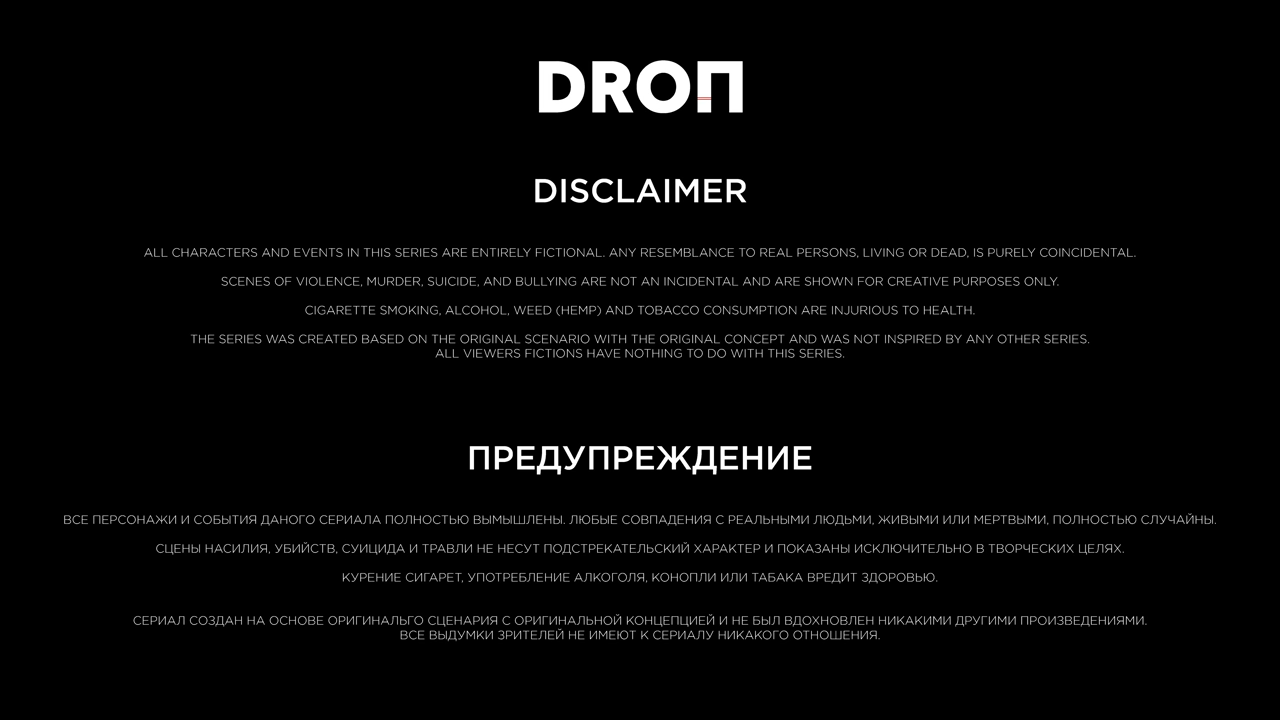 DROП
DISCLAIMER
ALL CHARACTERS AND EVENTS IN THIS SERIES ARE ENTIRELY FICTIONAL. ANY RESEMBLANCE TO REAL PERSONS, LIVING OR DEAD, IS PURELY COINCIDENTAL.
SCENES OF VIOLENCE, MURDER, SUICIDE, AND BULLYING ARE NOT AN INCIDENTAL AND ARE SHOWN FOR CREATIVE PURPOSES ONLY.
CIGARETTE SMOKING, ALCOHOL, WEED (HEMP) AND TOBACCO CONSUMPTION ARE INJURIOUS TO HEALTH.
THE SERIES WAS CREATED BASED ON THE ORIGINAL SCENARIO WITH THE ORIGINAL CONCEPT AND WAS NOT INSPIRED BY ANY OTHER SERIES.
ALL VIEWERS FICTIONS HAVE NOTHING TO DO WITH THIS SERIES.
ПРЕДУПРЕЖДЕНИЕ
ВСЕ ПЕРСОНАЖИ И СОБЫТИЯ ДАНОГО СЕРИАЛА ПОЛНОСТЬЮ ВЫМЫШЛЕНЫ. ЛЮБЫЕ СОВПАДЕНИЯ С РЕАЛЬНЫМИ ЛЮДЬМИ, ЖИВЫМИ ИЛИ МЕРТВЫМИ, ПОЛНОСТЬЮ СЛУЧАЙНЫ.
СЦЕНЫ НАСИЛИЯ, УБИЙСТВ, СУИЦИДА И ТРАВЛИ НЕ НЕСУТ ПОДСТРЕКАТЕЛЬСКИЙ ХАРАКТЕР И ПОКАЗАНЫ ИСКЛЮЧИТЕЛЬНО В ТВОРЧЕСКИХ ЦЕЛЯХ.
КУРЕНИЕ СИГАРЕТ, УПОТРЕБЛЕНИЕ АЛКОГОЛЯ, КОНОПЛИ ИЛИ ТАБАКА ВРЕДИТ ЗДОРОВЬЮ.
СЕРИАЛ СОЗДАН НА ОСНОВЕ ОРИГИНАЛЬГО СЦЕНАРИЯ С ОРИГИНАЛЬНОЙ КОНЦЕПЦИЕЙ И НЕ БЫЛ ВДОХНОВЛЕН НИКАКИМИ ДРУГИМИ ПРОИЗВЕДЕНИЯМИ.
ВСЕ ВЫДУМКИ ЗРИТЕЛЕЙ НЕ ИМЕЮТ К СЕРИАЛУ НИКАКОГО ОТНОШЕНИЯ.